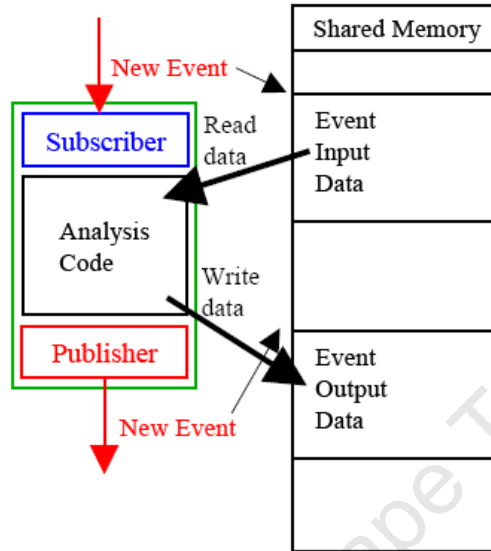 Shared Memory
New Event
Subscriber
Read
data
Event
Input
Data
Analysis
Code
Write
data
Publisher
Event
Output
Data
New Event
ape T